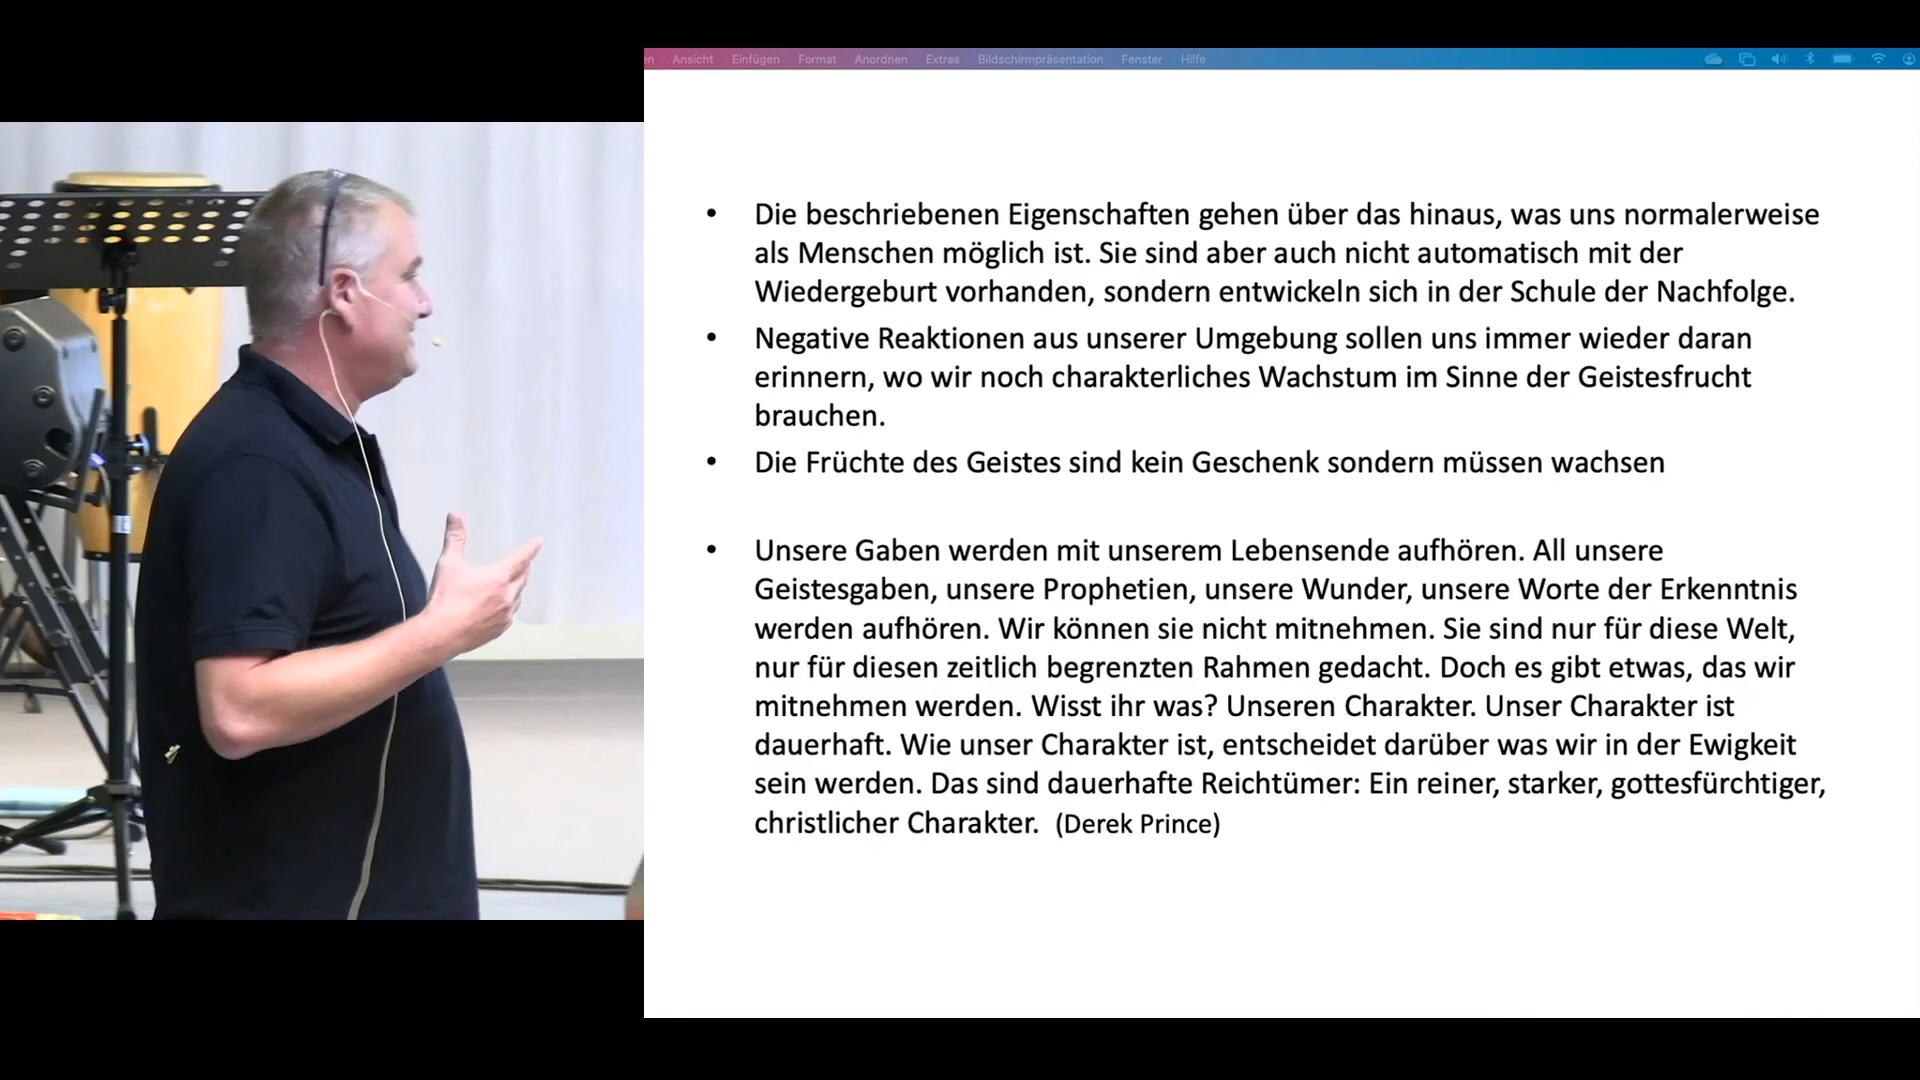 Ansicht Einfügen Format Anordnen Extras Bildschirmpräsentation Fenster Hilfe
• Die beschriebenen Eigenschaften gehen über das hinaus, was uns normalerweise
als Menschen möglich ist. Sie sind aber auch nicht automatisch mit der
Wiedergeburt vorhanden, sondern entwickeln sich in der Schule der Nachfolge.
• Negative Reaktionen aus unserer Umgebung sollen uns immer wieder daran
erinnern, wo wir noch charakterliches Wachstum im Sinne der Geistesfrucht
brauchen.
• Die Früchte des Geistes sind kein Geschenk sondern müssen wachsen
• Unsere Gaben werden mit unserem Lebensende aufhören. All unsere
Geistesgaben, unsere Prophetien, unsere Wunder, unsere Worte der Erkenntnis
werden aufhören. Wir können sie nicht mitnehmen. Sie sind nur für diese Welt,
nur für diesen zeitlich begrenzten Rahmen gedacht. Doch es gibt etwas, das wir
mitnehmen werden. Wisst ihr was? Unseren Charakter. Unser Charakter ist
dauerhaft. Wie unser Charakter ist, entscheidet darüber was wir in der Ewigkeit
sein werden. Das sind dauerhafte Reichtümer: Ein reiner, starker, gottesfürchtiger,
christlicher Charakter. (Derek Prince)